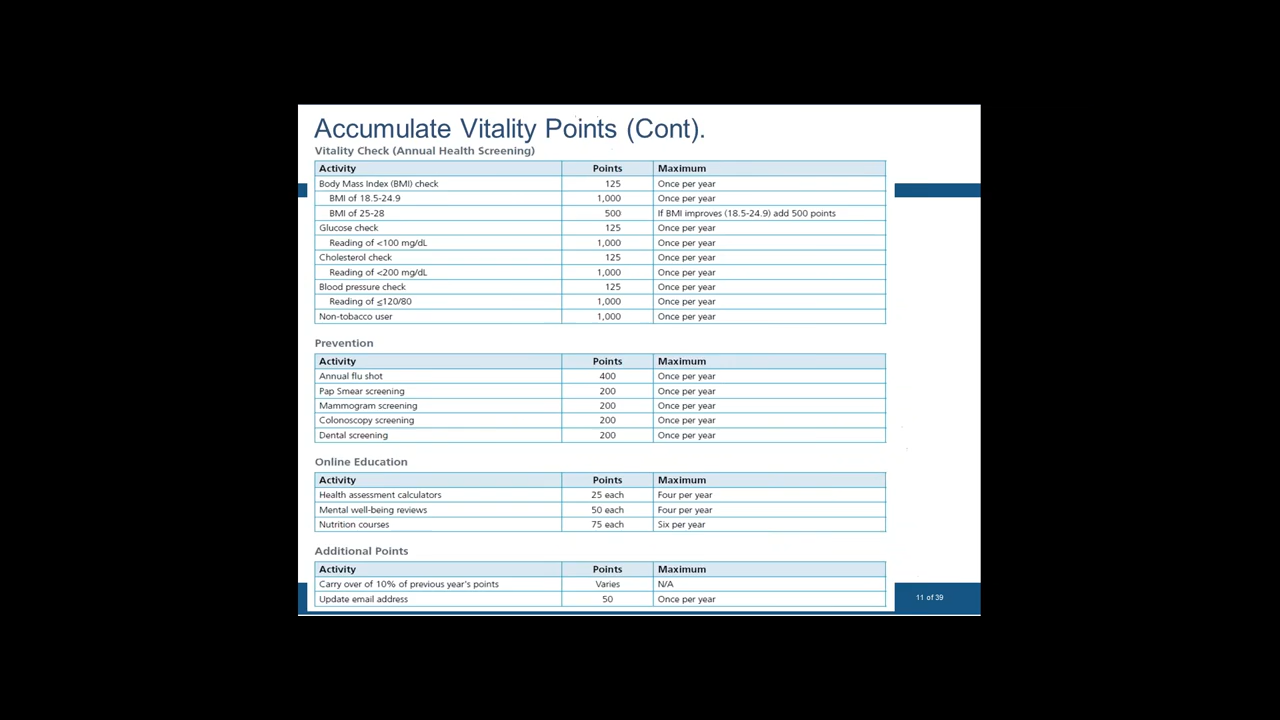 Accumulate Vitality Points (Cont).
Vitality Check (Annual Health Screening)
Activity Points Maximum
Body Mass Index (BMI) check 125 Once per year
BMI of 18.5-24.9 1,000 Once per year
BMI of 25-28 500 If BMI improves (18.5-24.9) add 500 points
Glucose check 125 Once per year
Reading of <100 mg/dL 1,000 Once per year
Cholesterol check 125 Once per year
Reading of <200 mg/dL 1,000 Once per year
Blood pressure check 125 Once per year
Reading of ≤120/80 1,000 Once per year
Non-tobacco user 1,000 Once per year
Prevention
Activity Points Maximum
Annual flu shot 400 Once per year
Pap Smear screening 200 Once per year
Mammogram screening 200 Once per year
Colonoscopy screening 200 Once per year
Dental screening 200 Once per year
Online Education
Activity Points Maximum
Health assessment calculators 25 each Four per year
Mental well-being reviews 50 each Four per year
Nutrition courses 75 each Six per year
Additional Points
Activity Points Maximum
Carry over of 10% of previous year's points Varies N/A
Update email address 50 Once per year
11 of 39